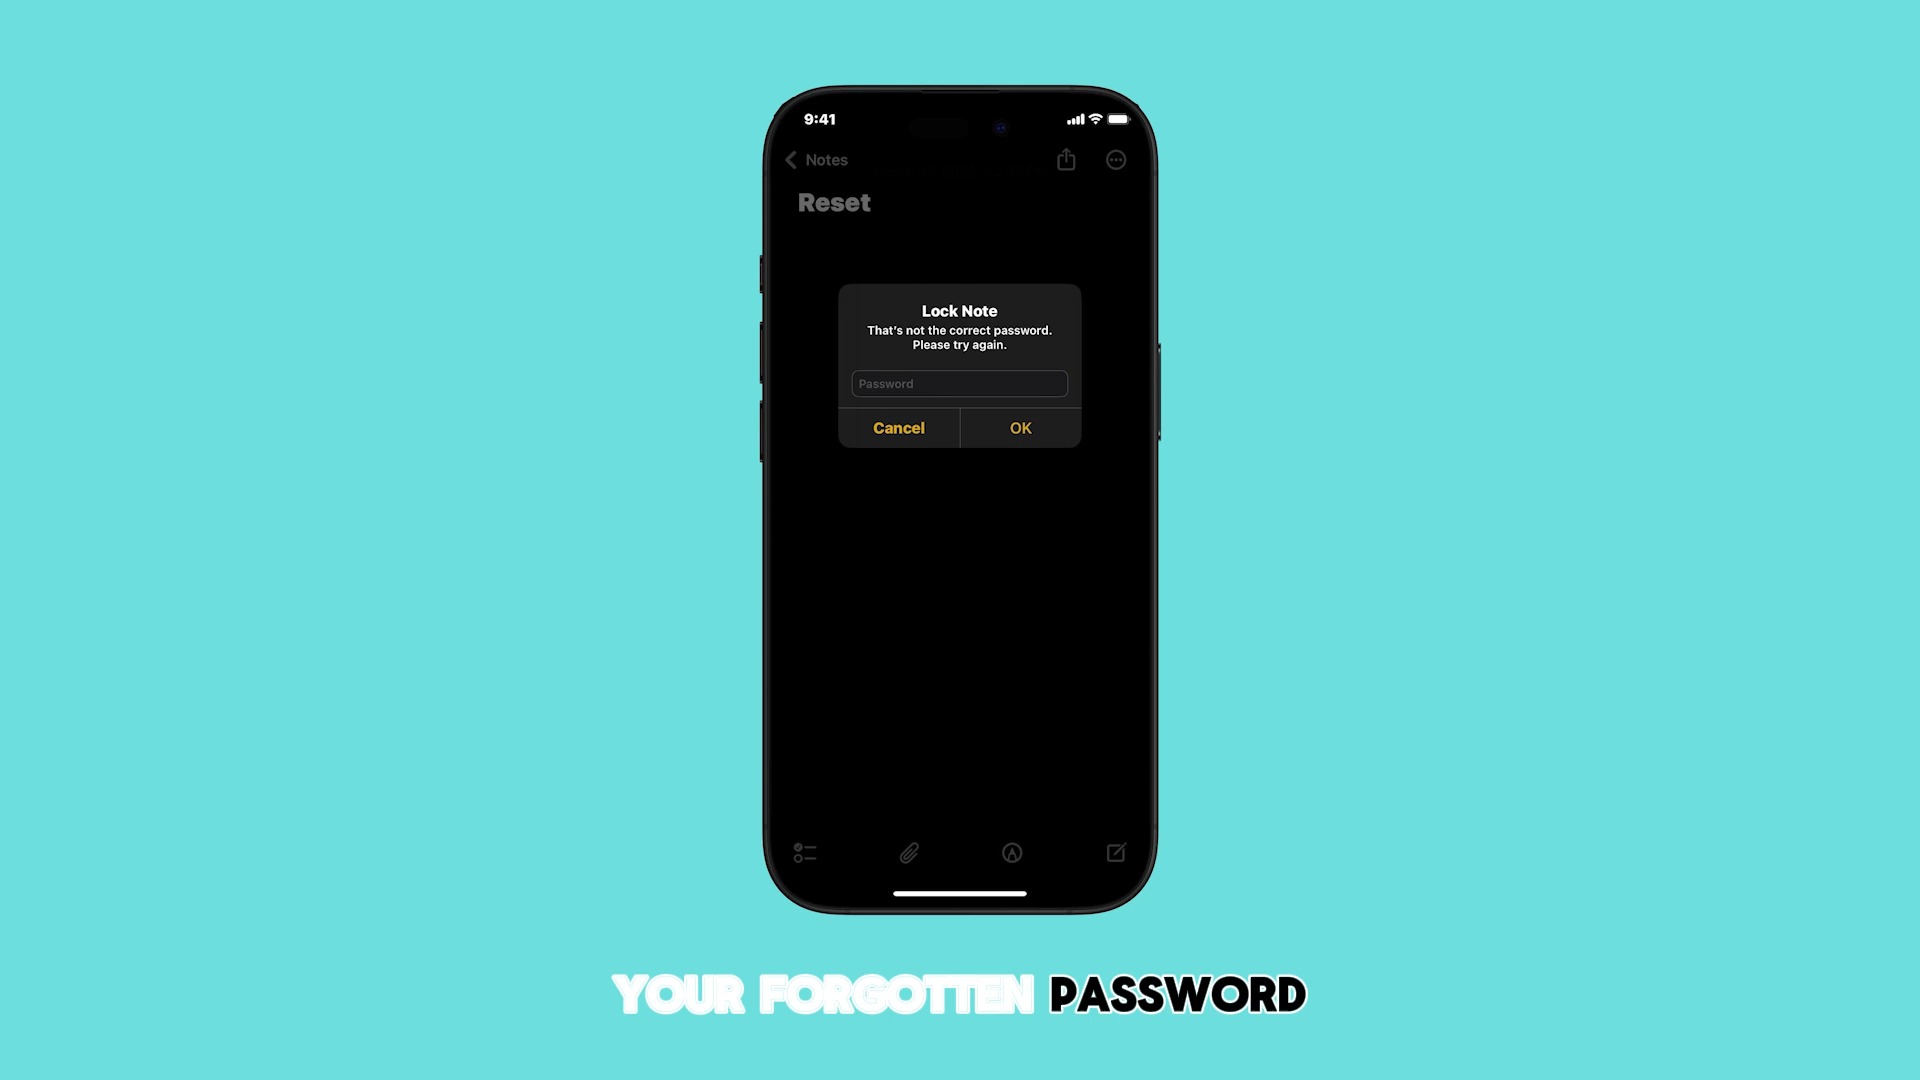 9:41
Notes
Reset
Lock Note
That's not the correct password.
Please try again.
Password
Cancel OK
YOUR FORGOTTEN PASSWORD